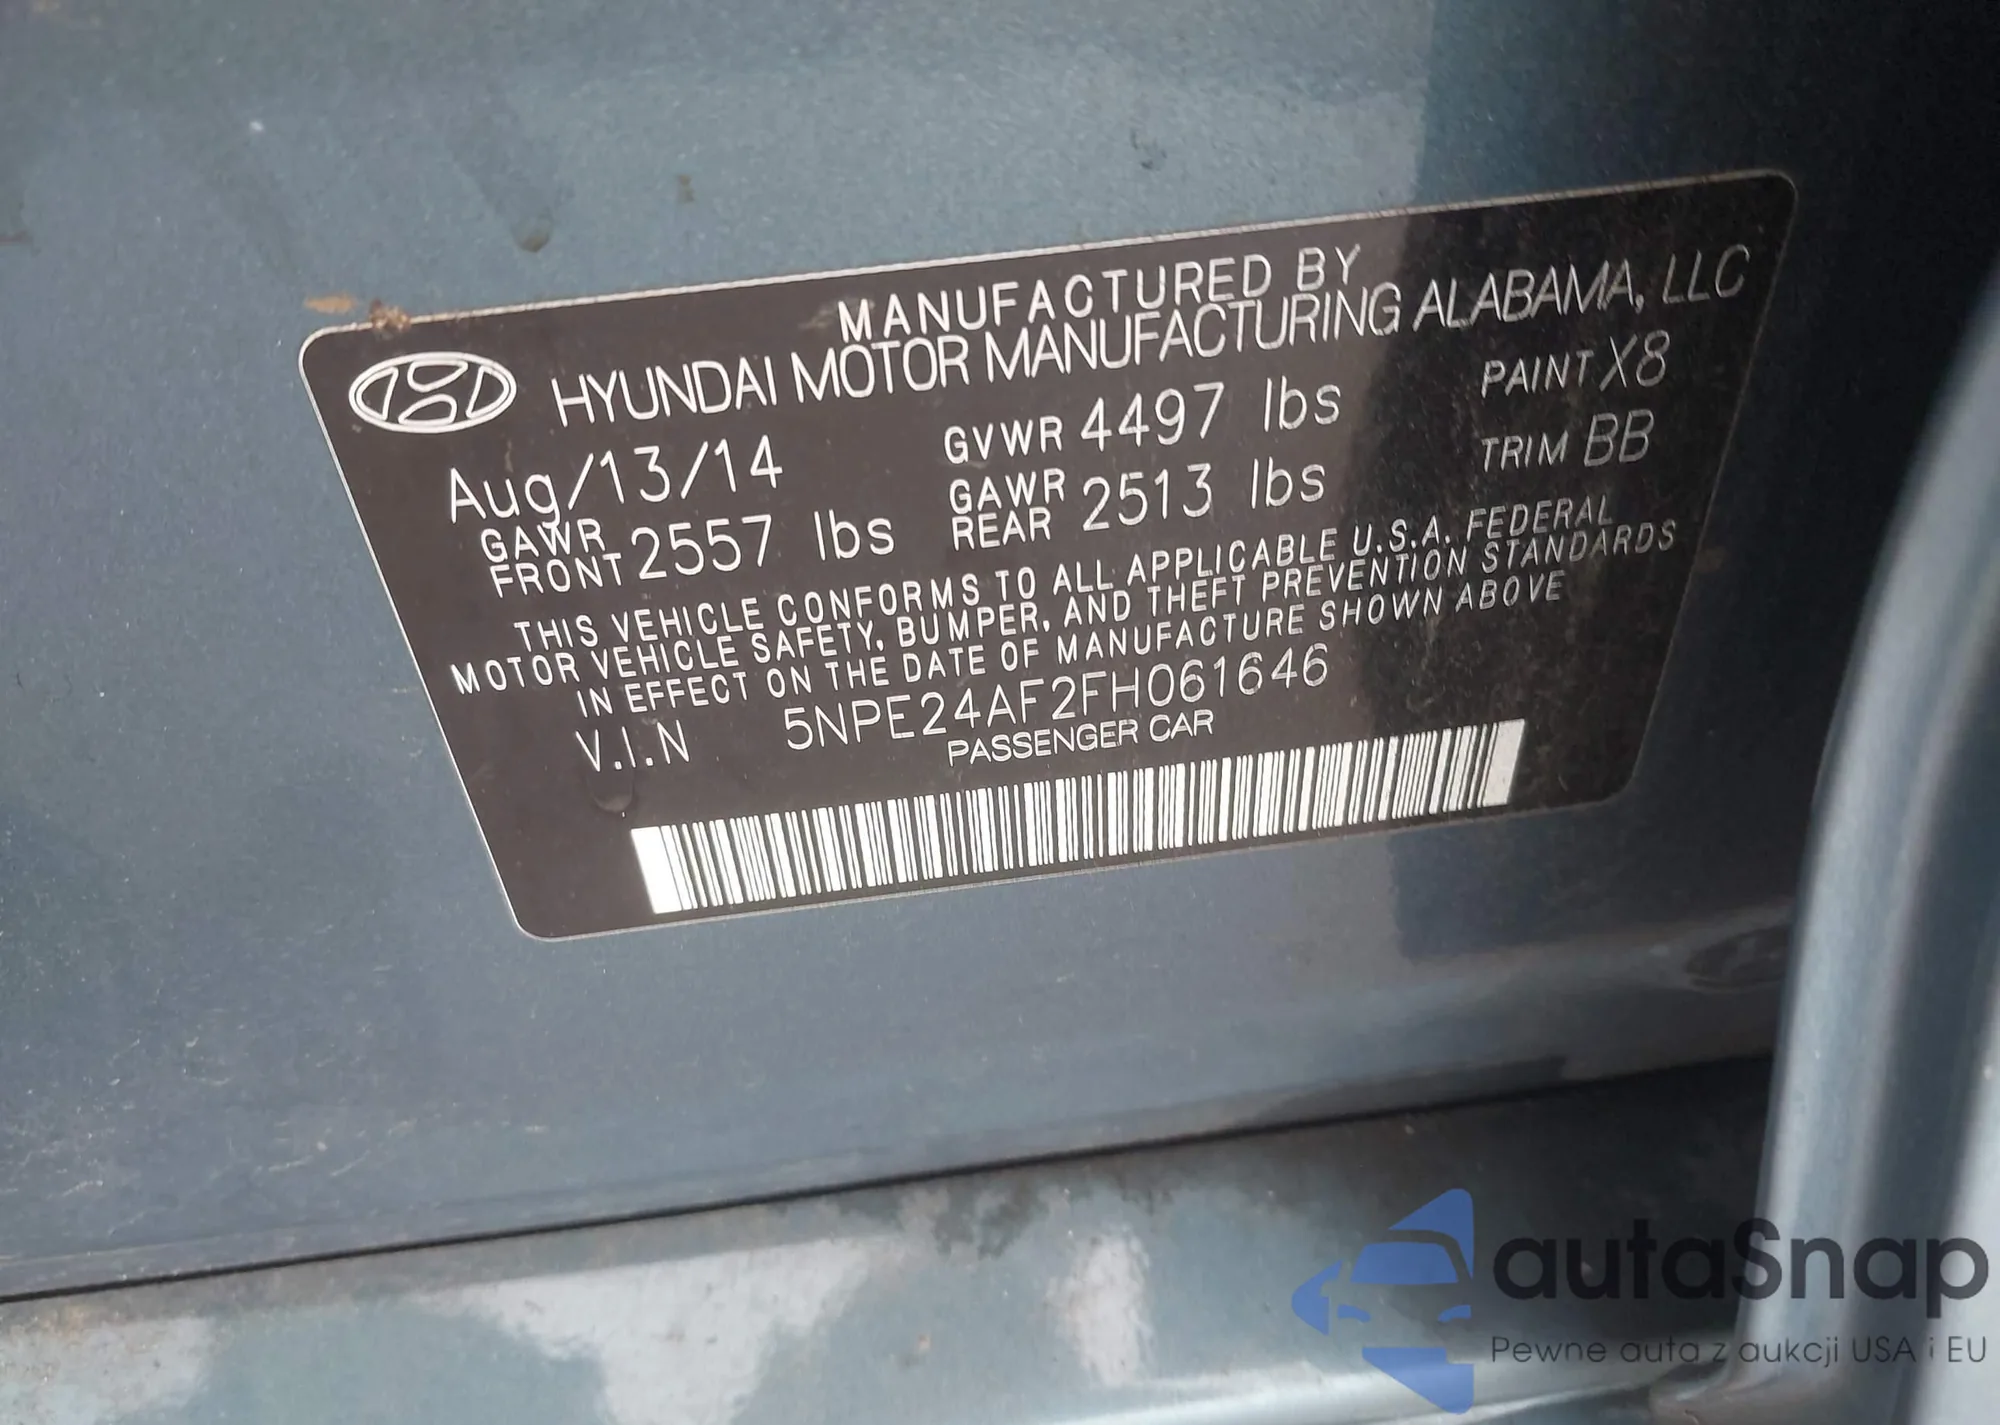 MANUFACTURED BY
HYUNDAI MOTOR MANUFACTURING ALABAMA, LLC
Aug/13/14 GVWR 4497 lbs PAINT X8
GAWR FRONT 2557 lbs GAWR REAR 2513 lbs TRIM BB
THIS VEHICLE CONFORMS TO ALL APPLICABLE U.S.A. FEDERAL
MOTOR VEHICLE SAFETY, BUMPER, AND THEFT PREVENTION STANDARDS
IN EFFECT ON THE DATE OF MANUFACTURE SHOWN ABOVE
V.I.N 5NPE24AF2FH061646
PASSENGER CAR
autaSnap
Pewne auta z aukcji USA i EU